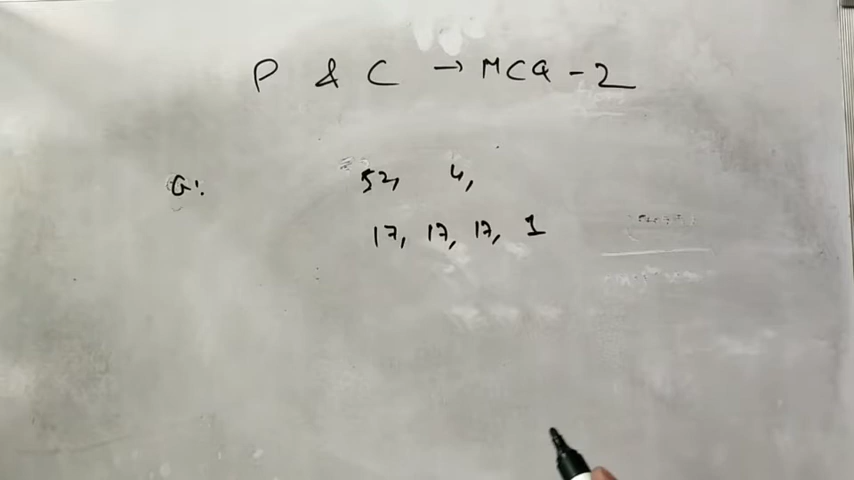 P & C → MCQ - 2
Q: 52, 4,
17, 17, 17, 1